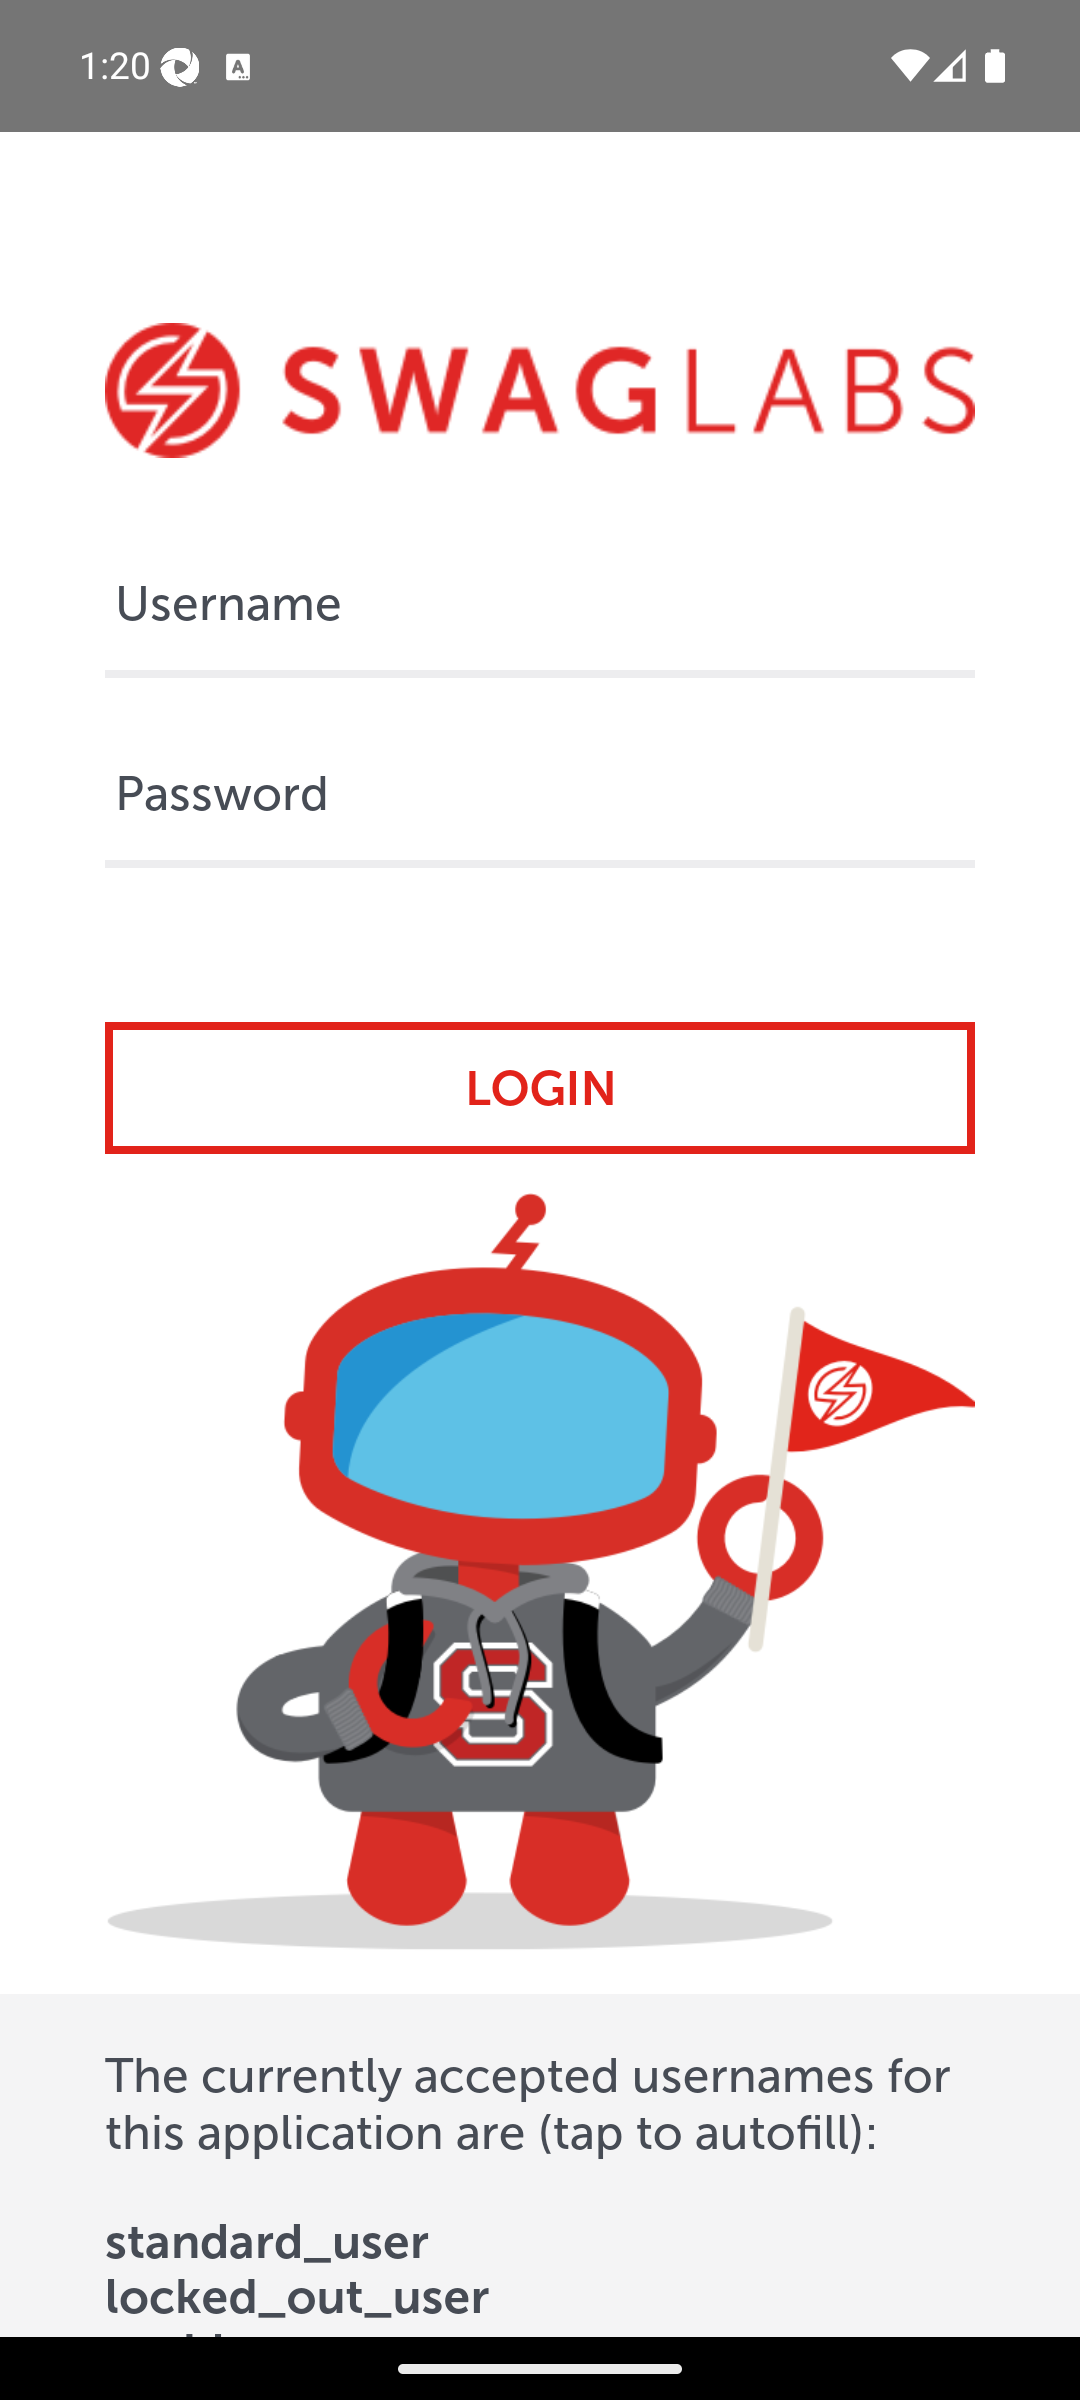 1:20
SWAGLABS
Username
Password
LOGIN
S
The currently accepted usernames for
this application are (tap to autofill):
standard_user
locked_out_user